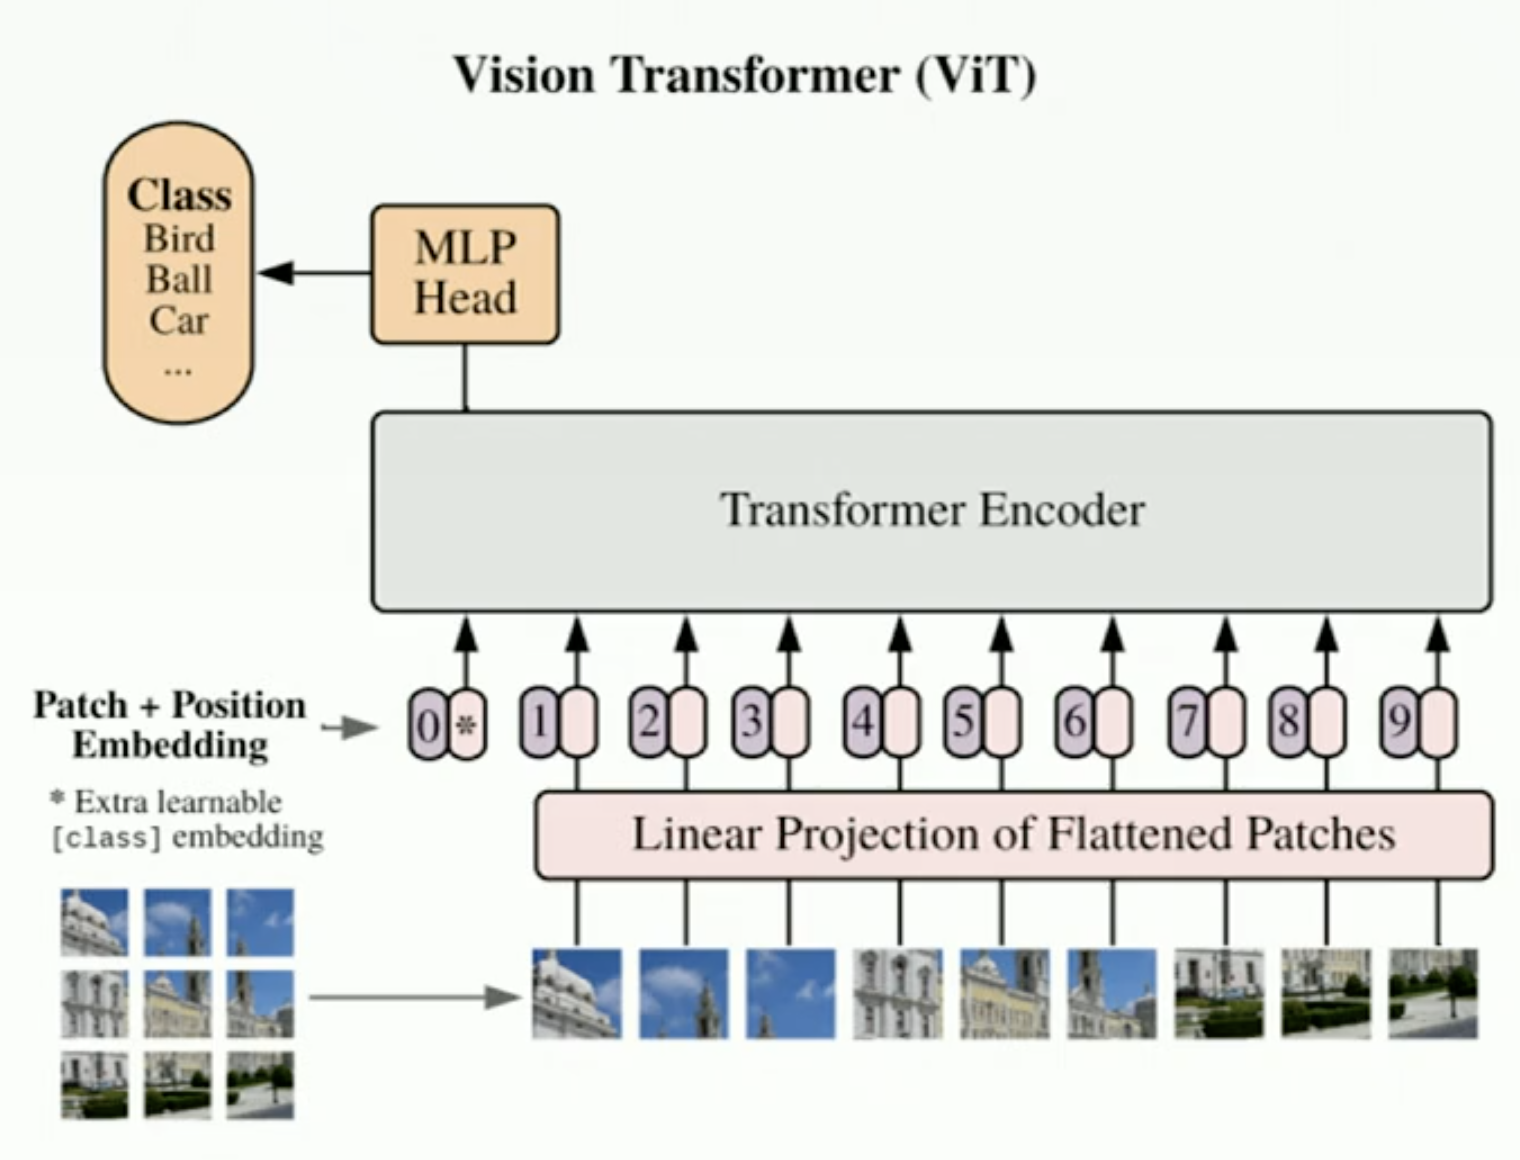 Vision Transformer (ViT)
Class
Bird
Ball
Car
...
MLP
Head
Transformer Encoder
Patch + Position
Embedding
0 * 1 2 3 4 5 6 7 8 9
* Extra learnable
[class] embedding
Linear Projection of Flattened Patches